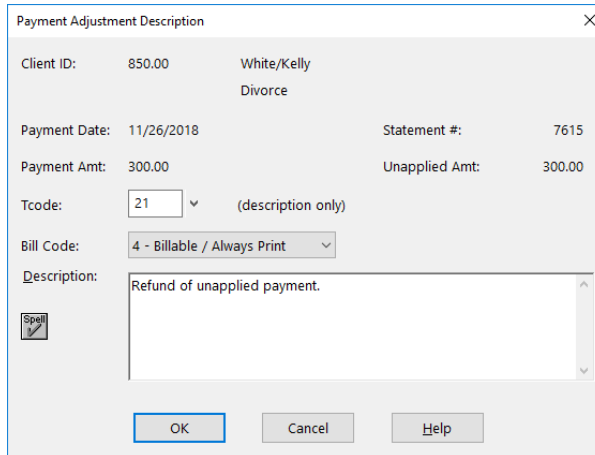 Payment Adjustment Description
Client ID: 850.00 White/Kelly
Divorce
Payment Date: 11/26/2018 Statement #: 7615
Payment Amt: 300.00 Unapplied Amt: 300.00
Tcode: 21 (description only)
Bill Code: 4 - Billable / Always Print
Description: Refund of unapplied payment.
Spell
OK Cancel Help